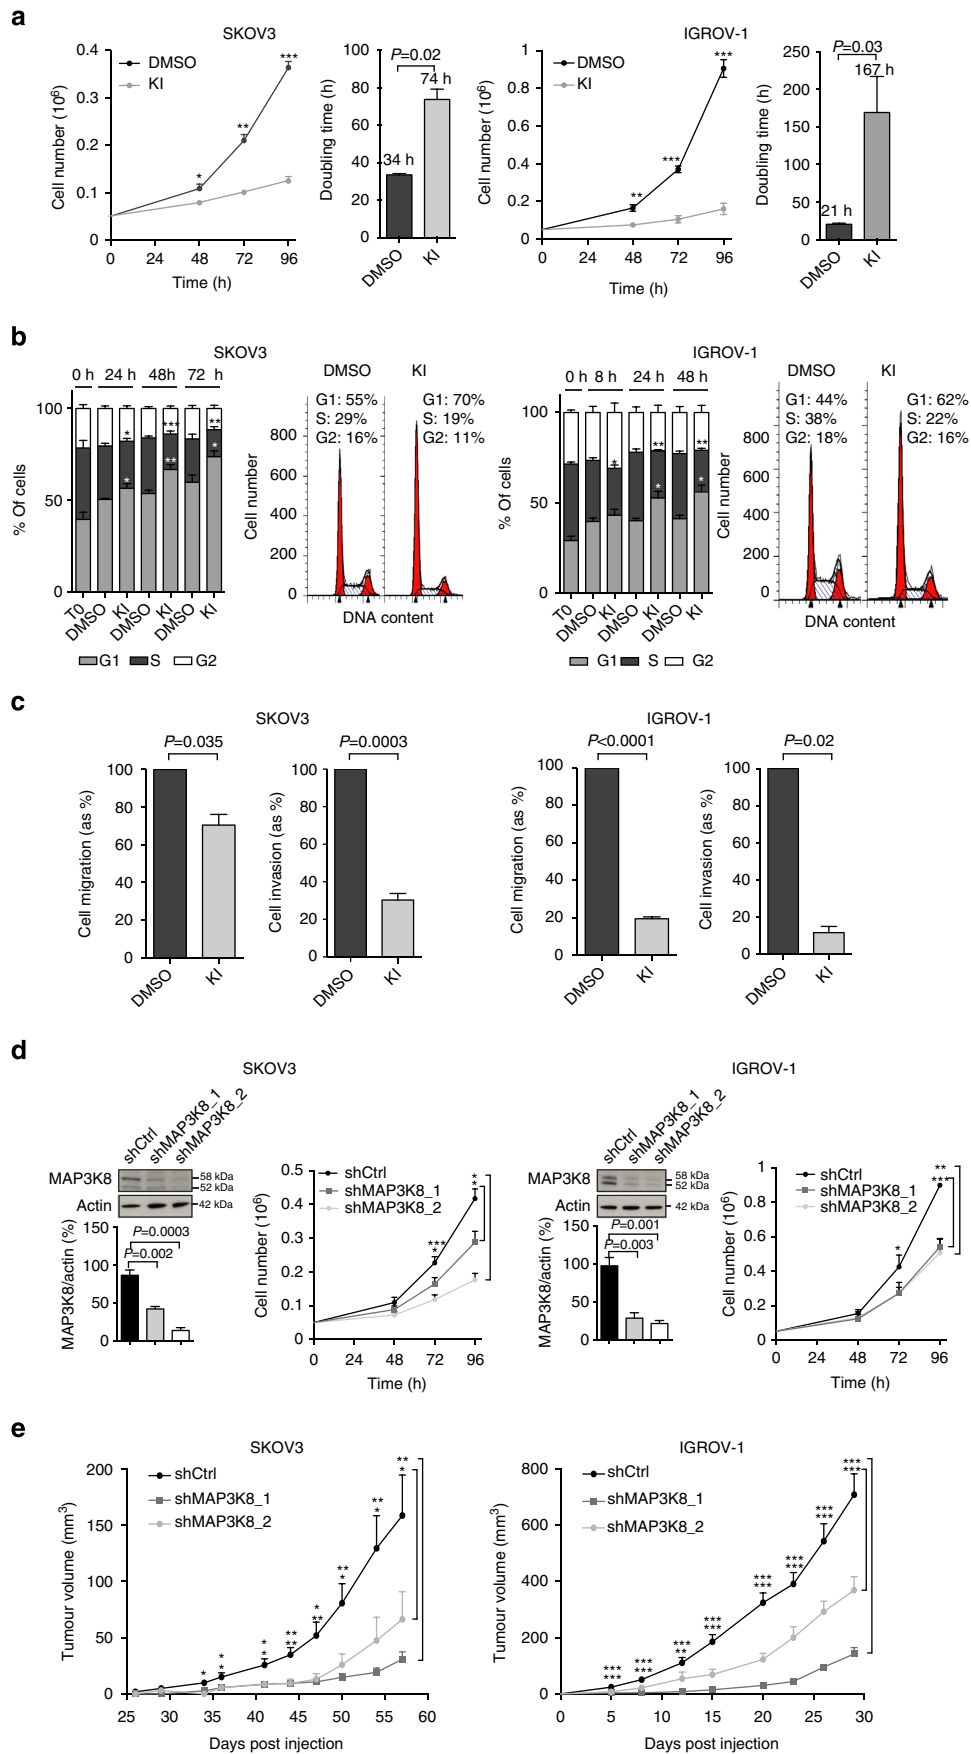 a
SKOV3
IGROV-1
Cell number (10⁶)
0.4
0.3
0.2
0.1
0
DMSO
KI
*
**
***
0 24 48 72 96
Time (h)
Doubling time (h)
100
80
60
40
20
0
P=0.02
34 h
74 h
DMSO
KI
Cell number (10⁶)
1
0.8
0.6
0.4
0.2
0
DMSO
KI
**
***
***
0 24 48 72 96
Time (h)
Doubling time (h)
250
200
150
100
50
0
P=0.03
167 h
21 h
DMSO
KI
b
SKOV3
IGROV-1
0 h 24 h 48h 72 h
% Of cells
100
50
0
*
*
***
**
**
*
T0 DMSO KI DMSO KI DMSO KI
G1 S G2
DMSO
G1: 55%
S: 29%
G2: 16%
KI
G1: 70%
S: 19%
G2: 11%
Cell number
800
600
400
200
0
DNA content
0 h 8 h 24 h 48 h
% Of cells
100
50
0
*
**
*
**
*
T0 DMSO KI DMSO KI DMSO KI
G1 S G2
DMSO
G1: 44%
S: 38%
G2: 18%
KI
G1: 62%
S: 22%
G2: 16%
Cell number
800
600
400
200
0
DNA content
c
SKOV3
IGROV-1
P=0.035
Cell migration (as %)
100
80
60
40
20
0
DMSO
KI
P=0.0003
Cell invasion (as %)
100
80
60
40
20
0
DMSO
KI
P<0.0001
Cell migration (as %)
100
80
60
40
20
0
DMSO
KI
P=0.02
Cell invasion (as %)
100
80
60
40
20
0
DMSO
KI
d
SKOV3
IGROV-1
shCtrl
shMAP3K8_1
shMAP3K8_2
MAP3K8
58 kDa
52 kDa
Actin
42 kDa
MAP3K8/actin (%)
150
100
50
0
P=0.0003
P=0.002
Cell number (10⁶)
0.5
0.4
0.3
0.2
0.1
0
shCtrl
shMAP3K8_1
shMAP3K8_2
***
*
*
*
0 24 48 72 96
Time (h)
shCtrl
shMAP3K8_1
shMAP3K8_2
MAP3K8
58 kDa
52 kDa
Actin
42 kDa
MAP3K8/actin (%)
150
100
50
0
P=0.001
P=0.003
Cell number (10⁶)
1
0.8
0.6
0.4
0.2
0
shCtrl
shMAP3K8_1
shMAP3K8_2
*
**
***
0 24 48 72 96
Time (h)
e
SKOV3
IGROV-1
Tumour volume (mm³)
200
150
100
50
0
shCtrl
shMAP3K8_1
shMAP3K8_2
*
*
*
*
*
**
**
*
**
**
*
**
*
**
*
25 30 35 40 45 50 55 60
Days post injection
Tumour volume (mm³)
800
600
400
200
0
shCtrl
shMAP3K8_1
shMAP3K8_2
***
***
***
***
***
**
***
***
***
***
***
***
***
***
***
***
0 5 10 15 20 25 30
Days post injection